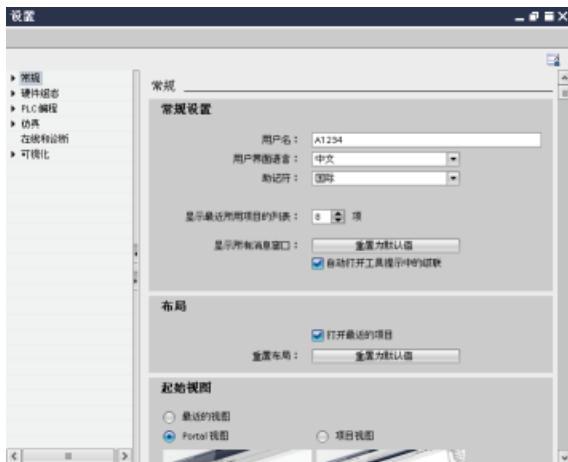 设置
常规
硬件组态
PLC 编程
仿真
在线和诊断
可视化
常规
常规设置
用户名：
A1234
用户界面语言：
中文
助记符：
国际
显示最近所用项目的列表：
8
项
显示所有消息窗口：
重置为默认值
自动打开工具提示中的级联
布局
打开最近的项目
重置布局：
重置为默认值
起始视图
最近的视图
Portal 视图
项目视图